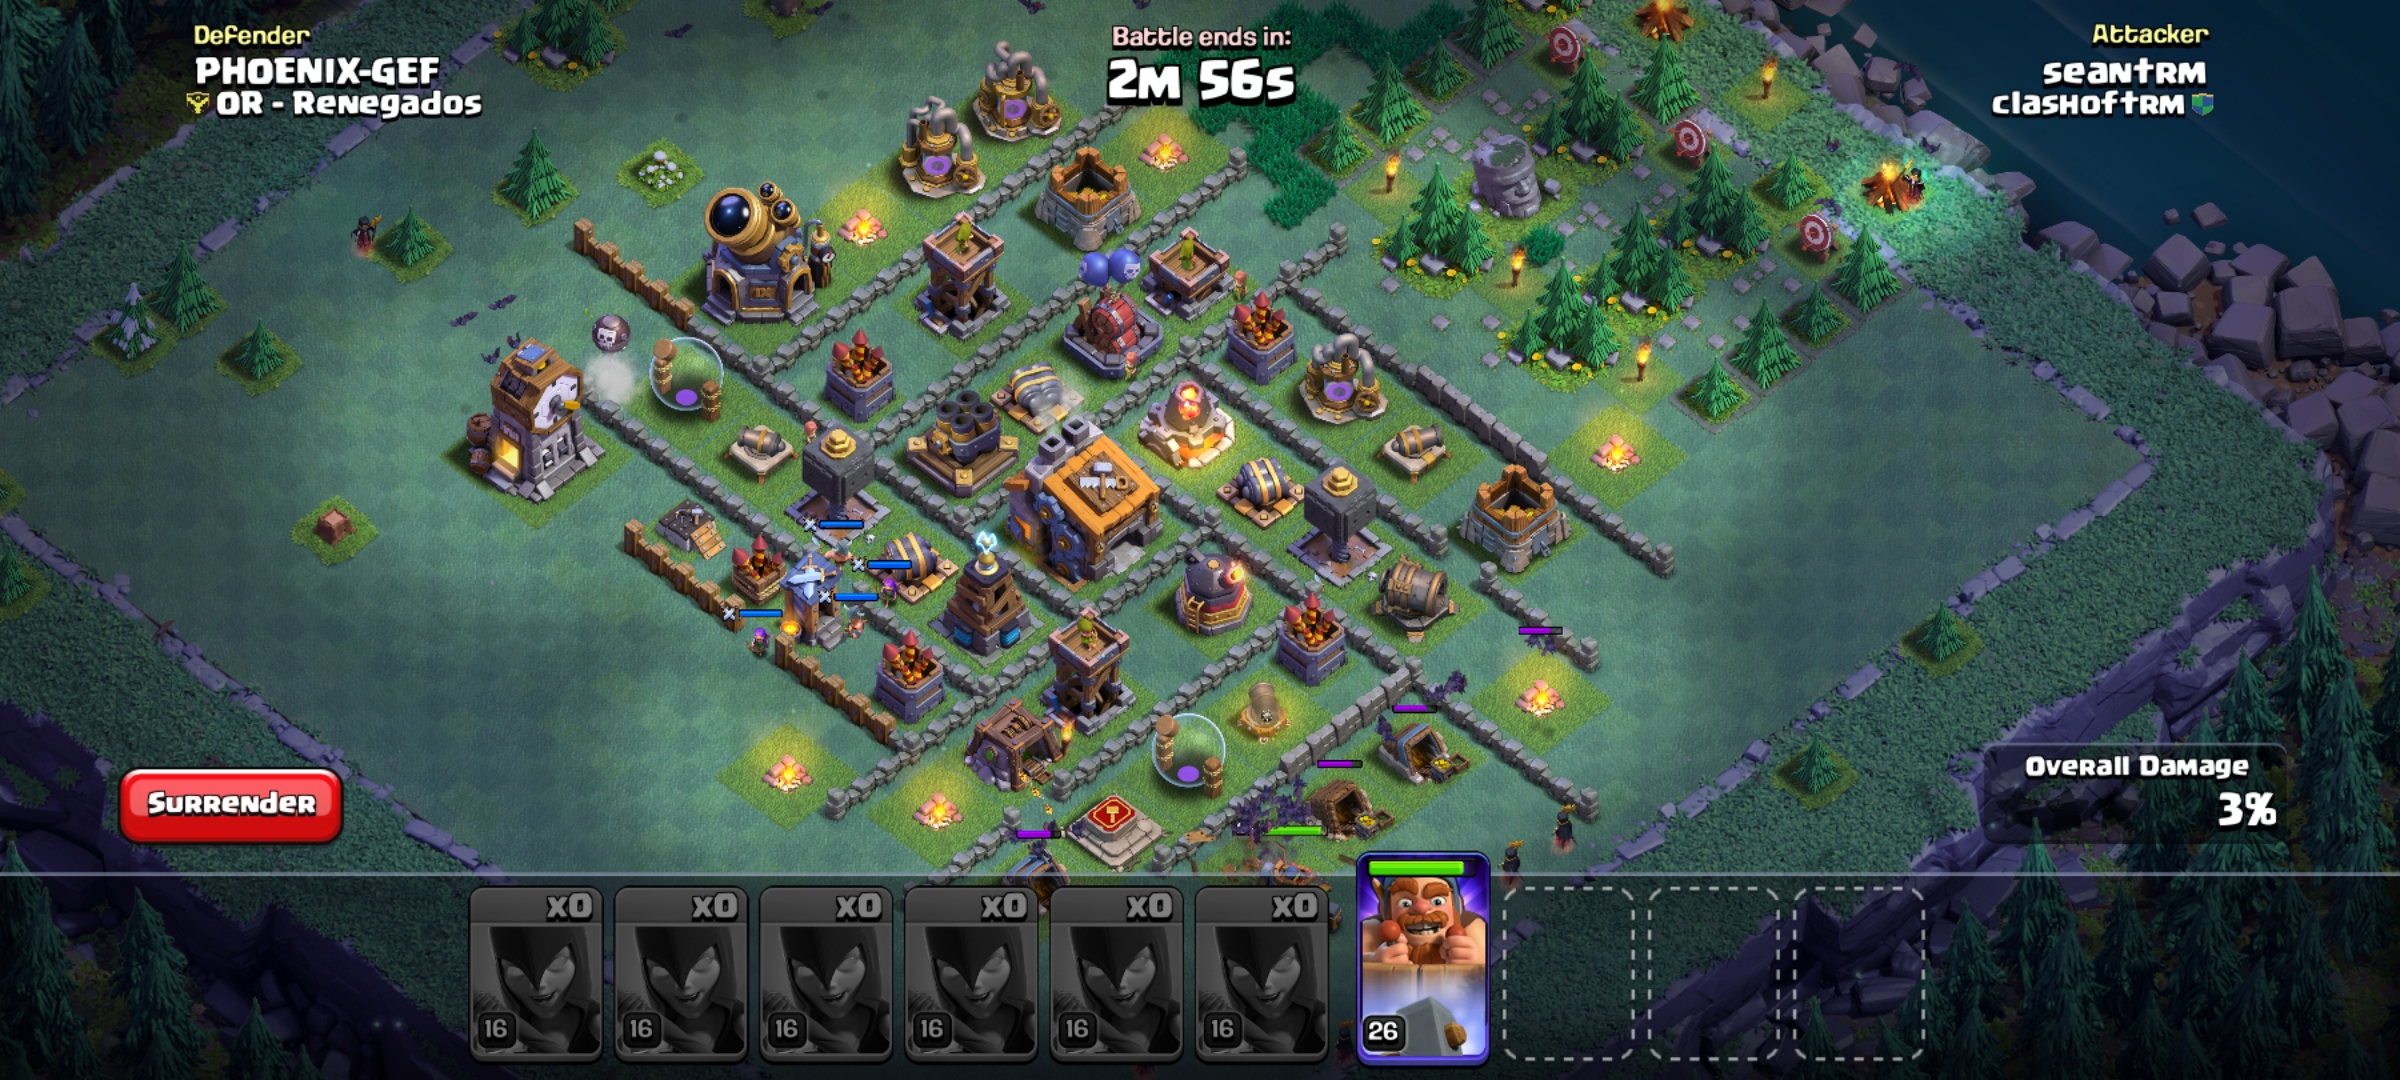 Defender
PHOENIX-GEF
OR - Renegados
Battle ends in:
2M 56s
Attacker
seantRM
clashoftRM
Surrender
Overall Damage
3%
x0
x0
x0
x0
x0
x0
16
16
16
16
16
16
26